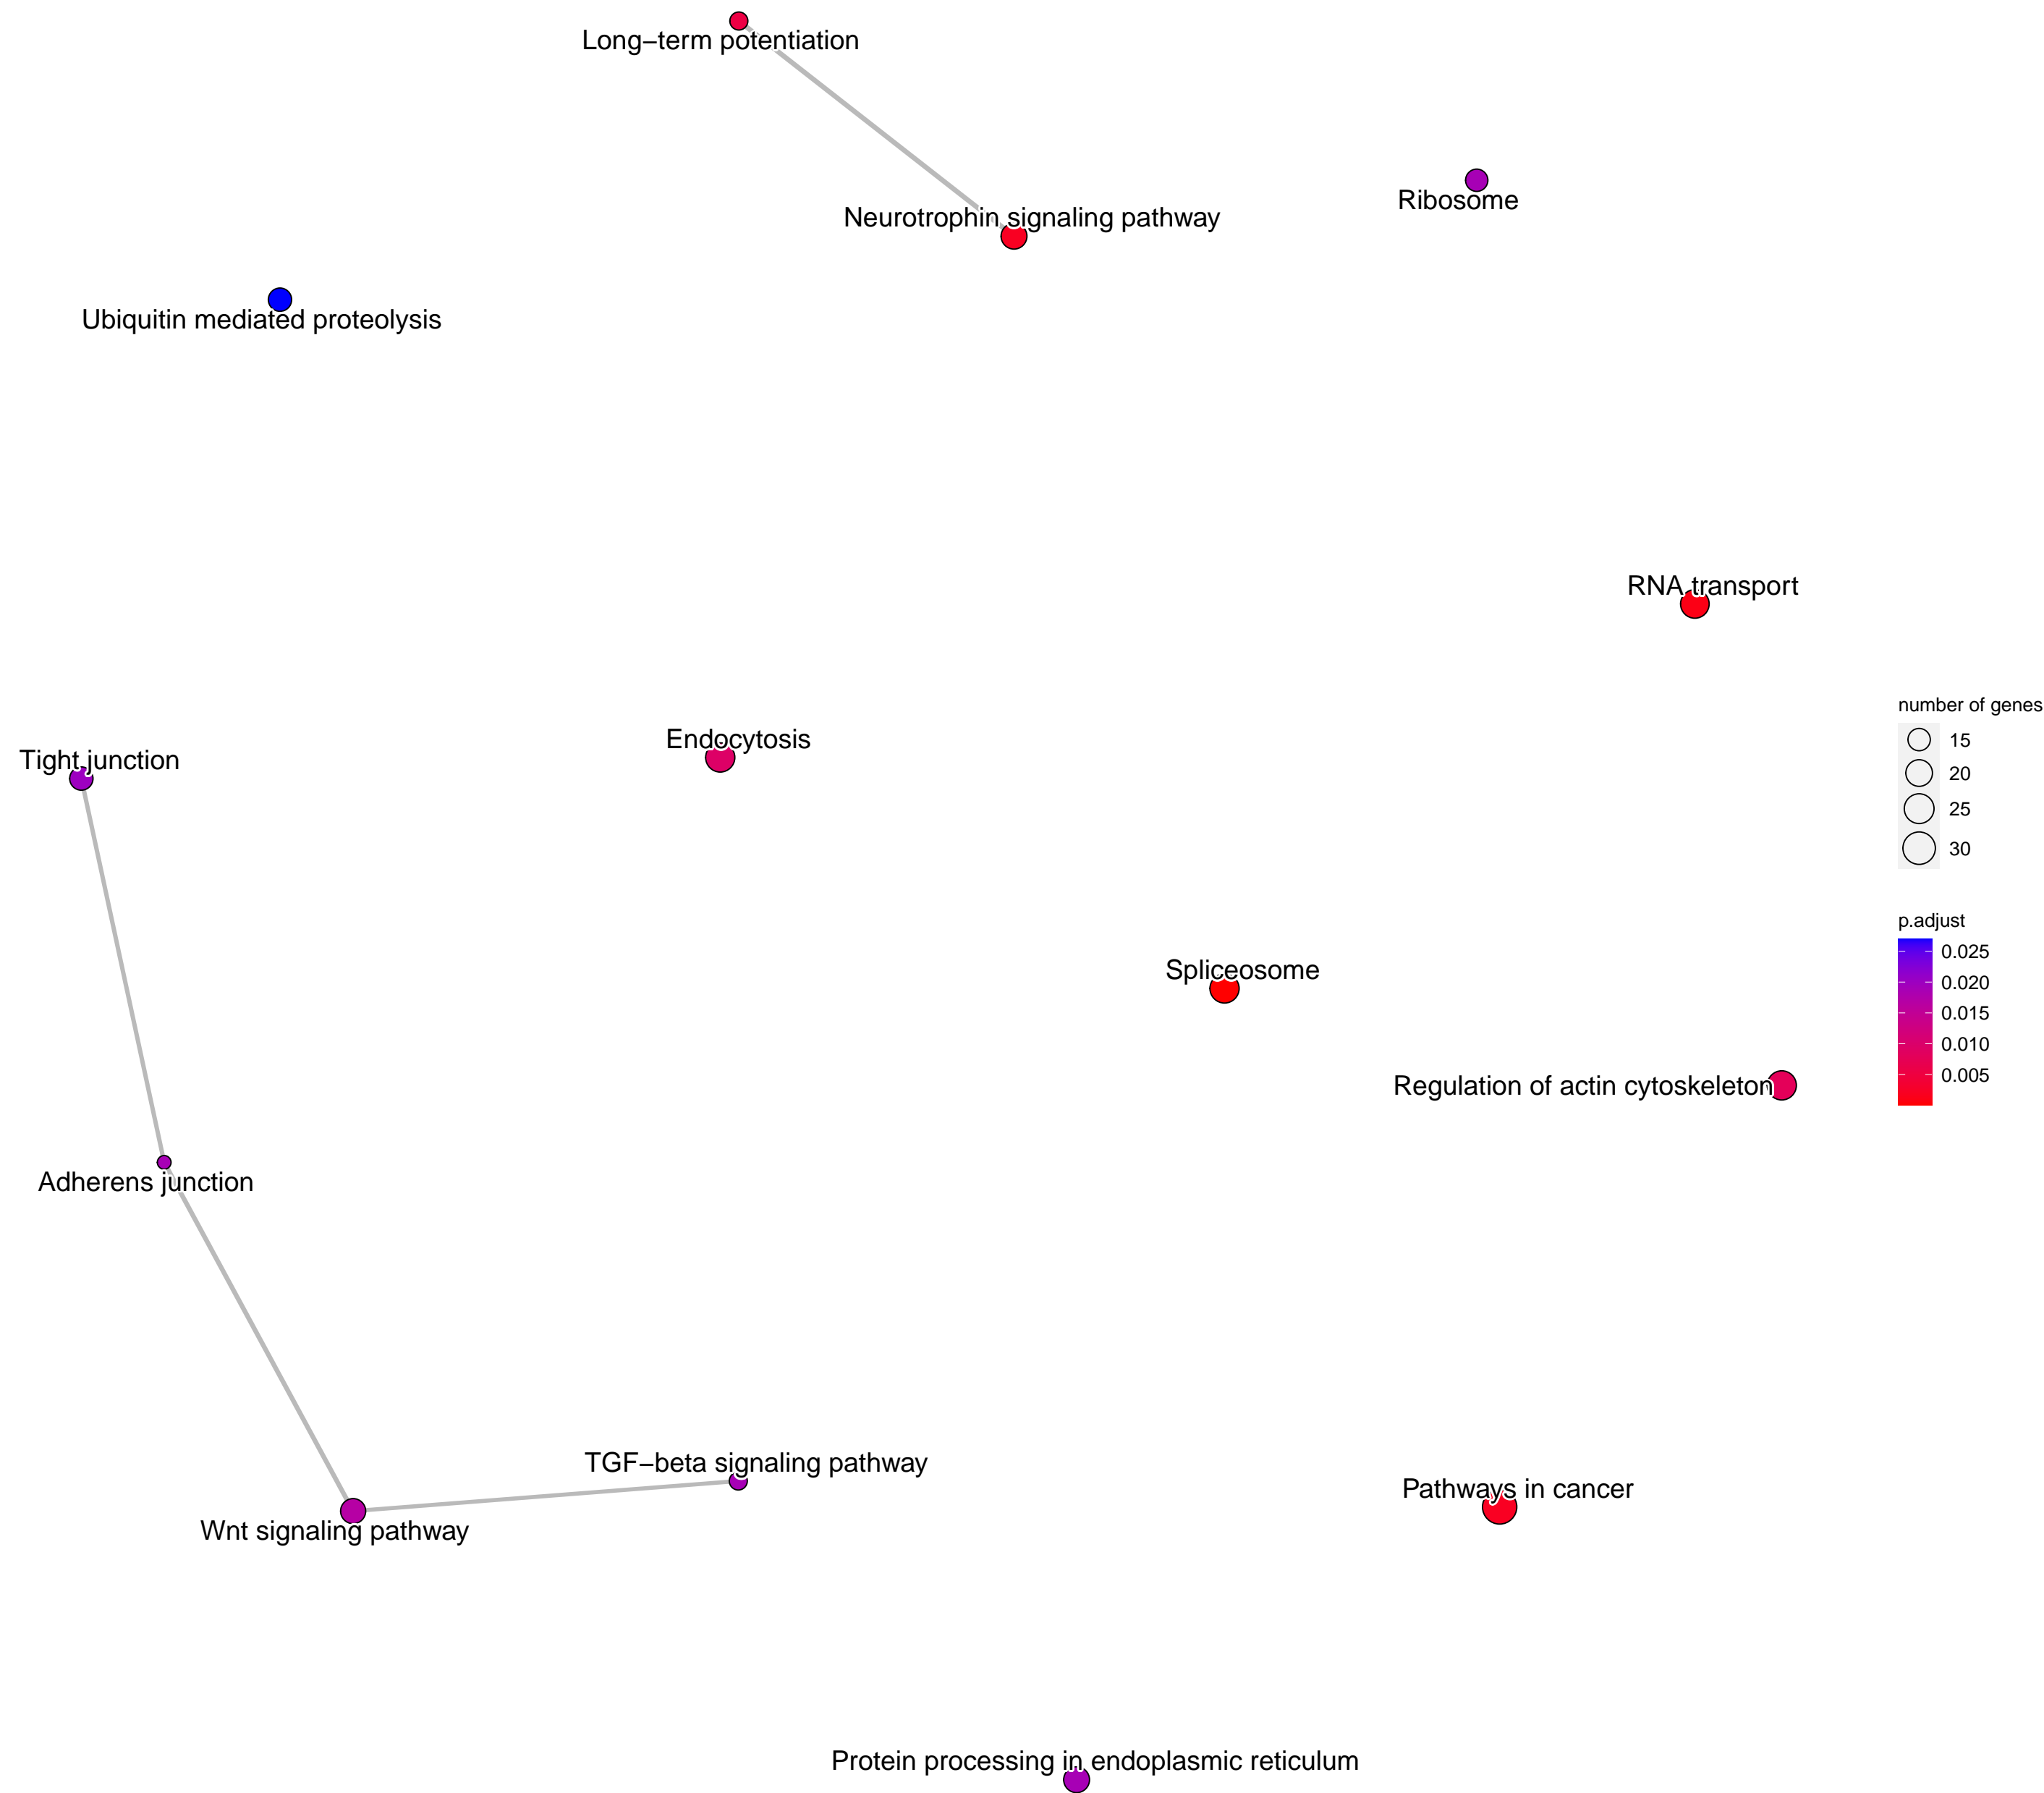 Long−term potentiation
Ribosome
Neurotrophin signaling pathway
Ubiquitin mediated proteolysis
RNA transport
number of genes
15
20
25
30
Endocytosis
Tight junction
p.adjust
0.025
0.020
0.015
0.010
0.005
Spliceosome
Regulation of actin cytoskeleton
Adherens junction
TGF−beta signaling pathway
Pathways in cancer
Wnt signaling pathway
Protein processing in endoplasmic reticulum